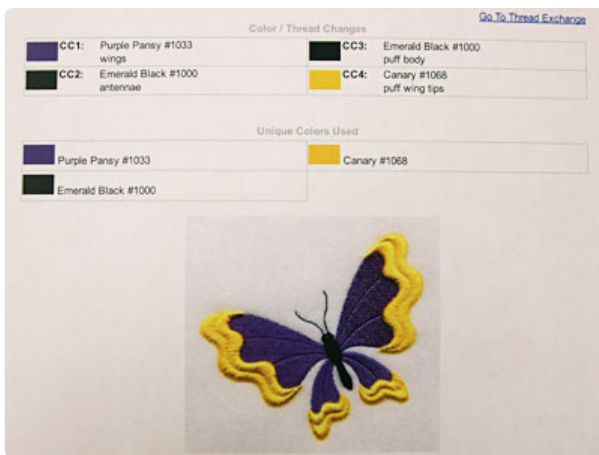 Go To Thread Exchange
Color / Thread Changes
CC1: Purple Pansy #1033
wings
CC3: Emerald Black #1000
puff body
CC2: Emerald Black #1000
antennae
CC4: Canary #1068
puff wing tips
Unique Colors Used
Purple Pansy #1033
Canary #1068
Emerald Black #1000